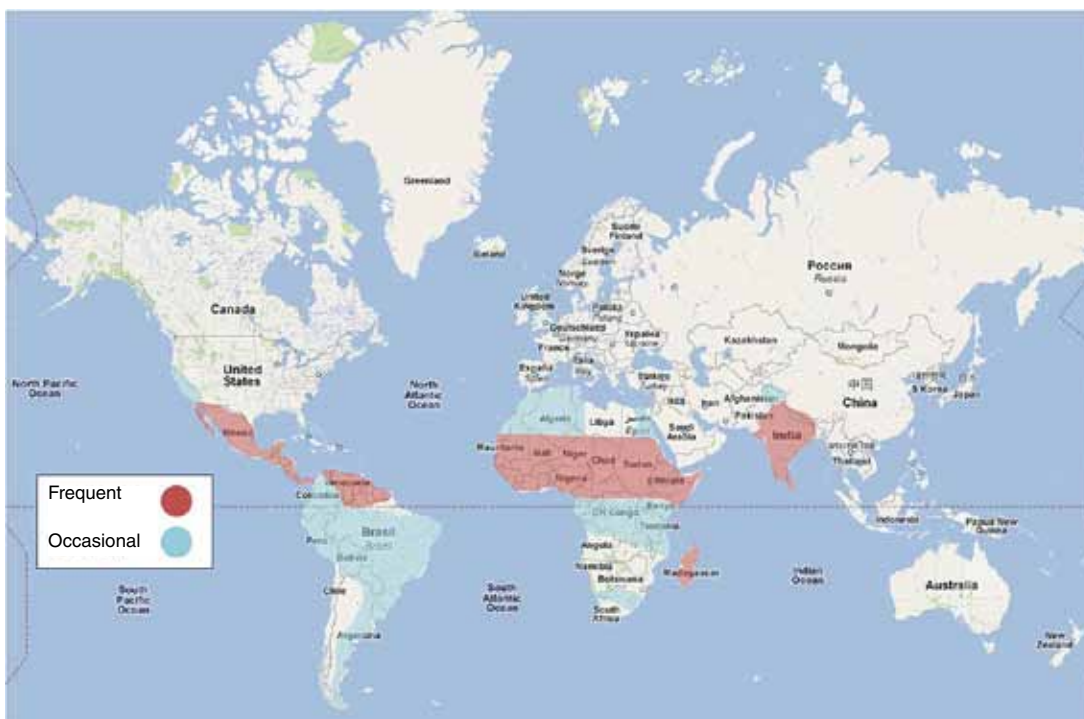 Greenland
Suomi
Finland
Sverige
Sweden
Iceland
Norge
Norway
Россия
Russia
United
Kingdom
Polska
Poland
Canada
Deutschland
Germany
Україна
Ukraine
France
Kazakhstan
Mongolia
Italia
Italy
España
Spain
Türkiye
Turkey
United
States
North Pacific
Ocean
North
Atlantic
Ocean
中国
China
S Korea
Japan
Iraq
Iran
Afghanistan
Pakistan
Algeria
Libya
Egypt
Saudi
Arabia
India
Mexico
Mauritania
Mali
Niger
Chad
Sudan
Thailand
Nigeria
Ethiopia
Venezuela
Colombia
Frequent
Occasional
Kenya
DR Congo
Tanzania
Indonesia
Papua New
Guinea
Brasil
Brazil
Peru
Bolivia
Angola
Namibia
Botswana
Madagascar
Chile
South
Pacific
Ocean
South
Atlantic
Ocean
Indian
Ocean
Australia
South
Africa
Argentina
New
Zealand